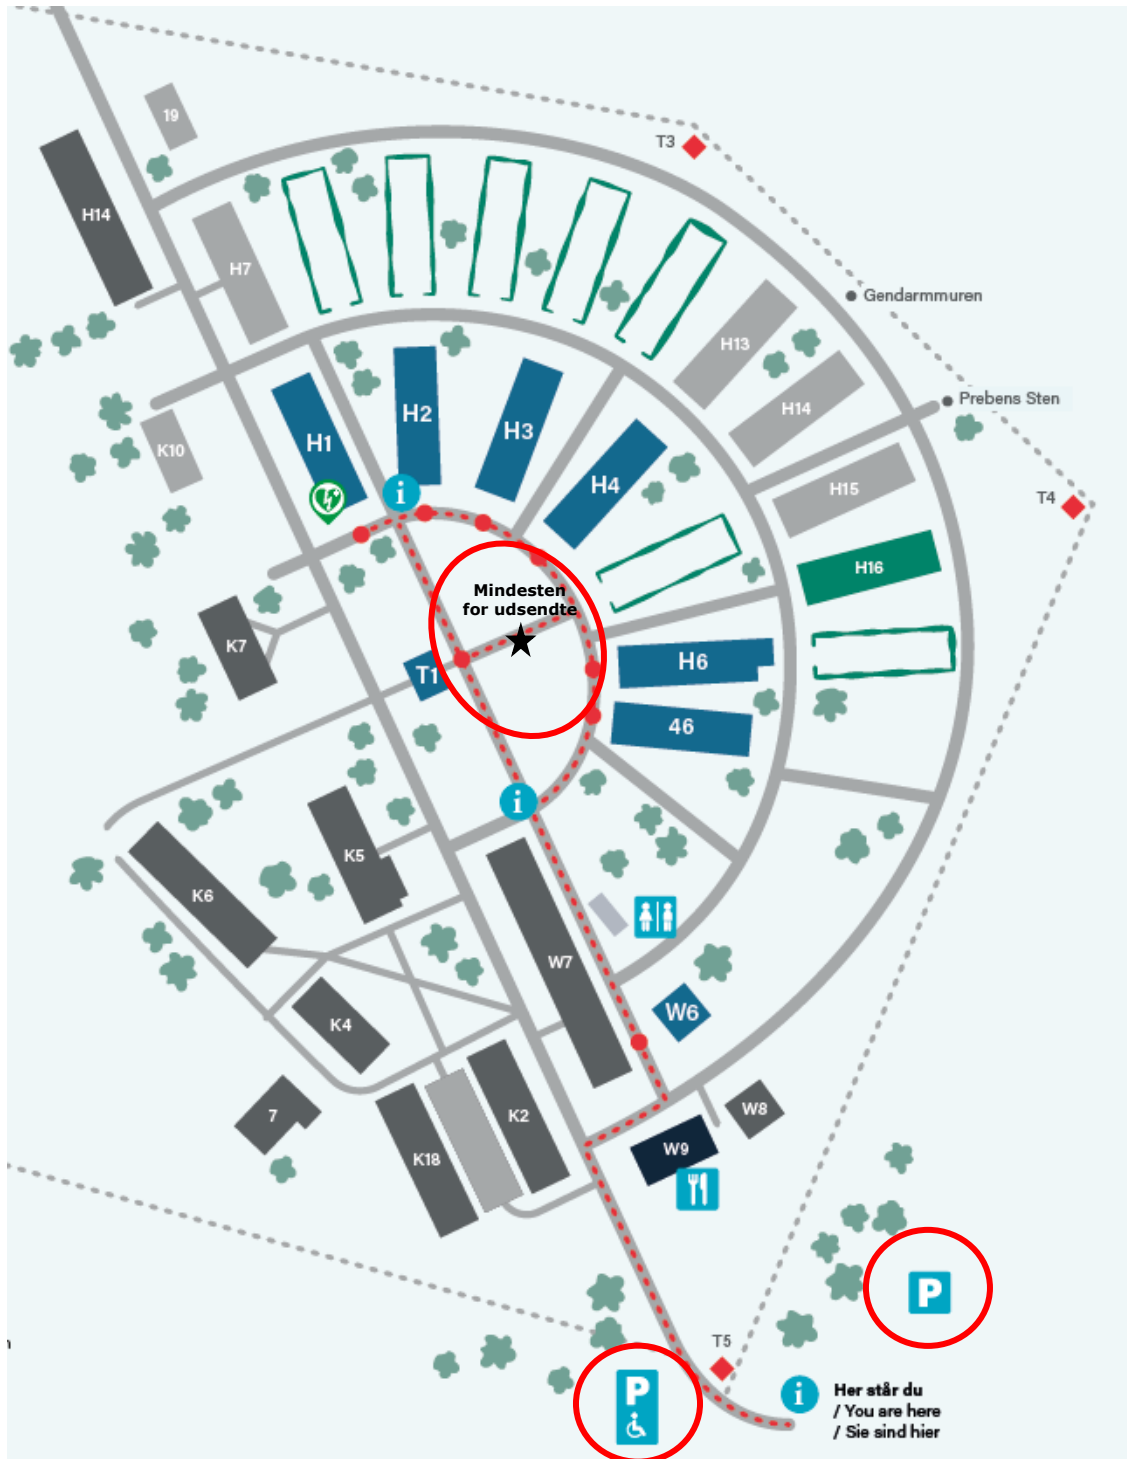 19
T3
H14
H7
Gendarmmuren
H13
Prebens Sten
H14
H2
H3
H1
K10
H4
H15
T4
i
H16
Mindesten
for udsendte
K7
T1
H6
46
i
K5
K6
W7
W6
K4
7
K2
W8
W9
K18
P
T5
P
i
Her står du
/ You are here
/ Sie sind hier